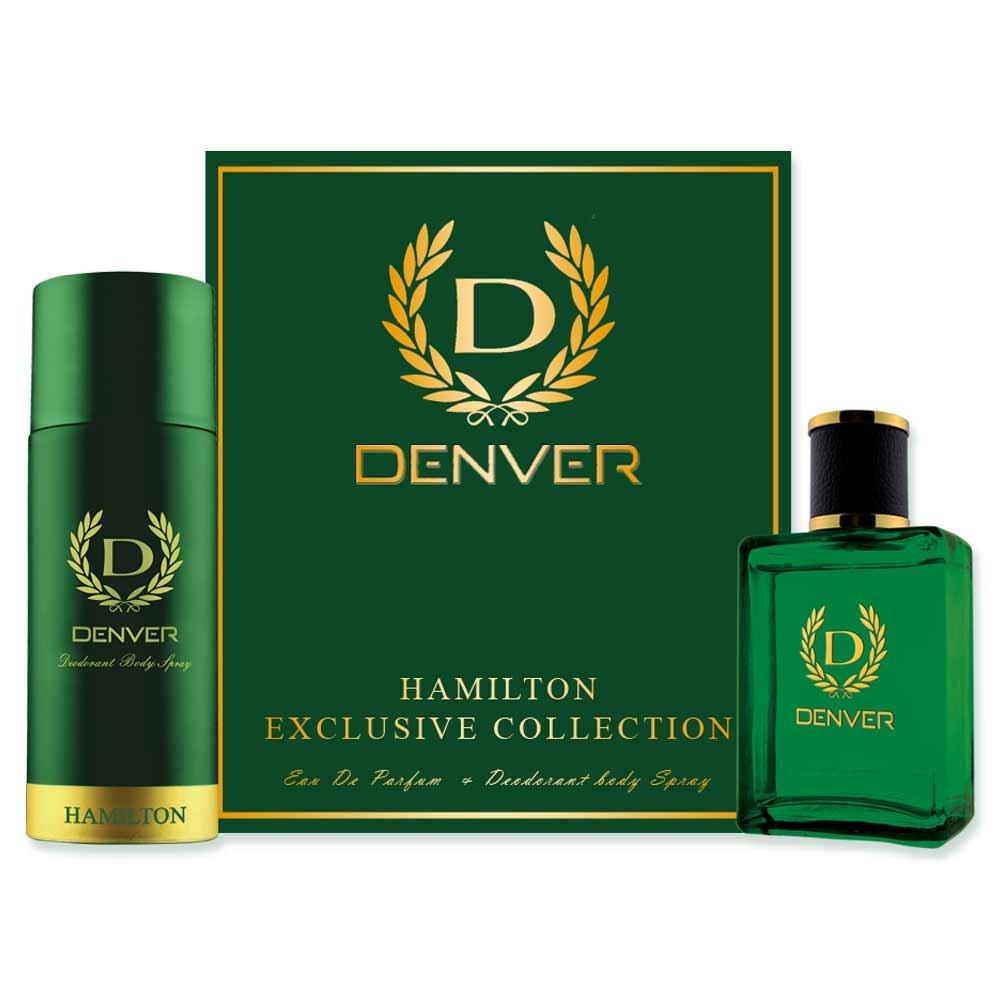 D
DENVER
HAMILTON
EXCLUSIVE COLLECTION
Eau De Parfum & Deodorant body Spray
D
DENVER
Deodorant Body Spray
HAMILTON
D
DENVER